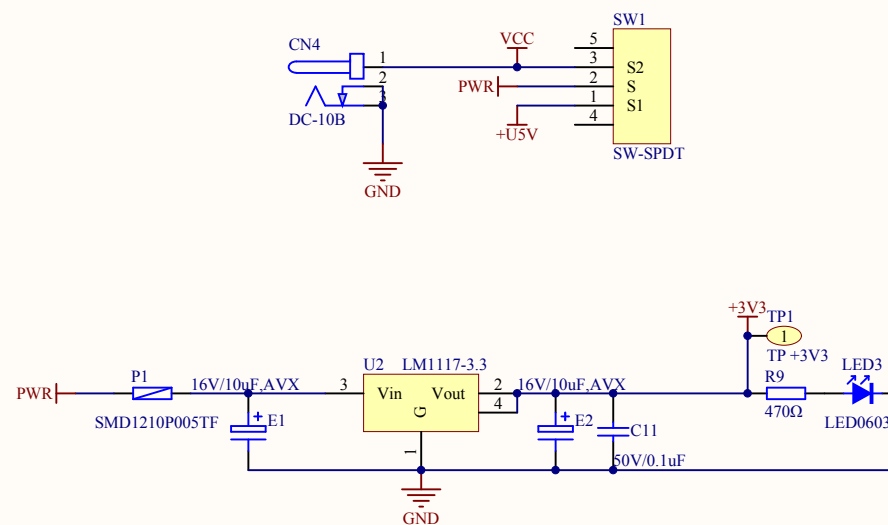 SW1
CN4
VCC
5
1
3
S2
2
PWR
2
S
3
1
S1
DC-10B
4
+U5V
SW-SPDT
GND
+3V3
TP1
1
TP +3V3
U2
LM1117-3.3
LED3
P1
R9
16V/10uF,AVX
3
Vin
Vout
2
16V/10uF,AVX
PWR
4
SMD1210P005TF
G
470Ω
LED0603
E1
E2
C11
1
50V/0.1uF
GND